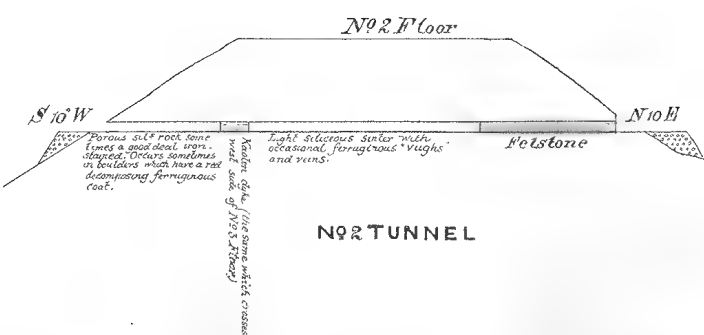 No 2 Floor
S 10° W
N 10 E
Porous sils rock some
times a good deal iron-
stained. Occurs sometimes
in boulders which have a red
decomposing ferruginous
coat.
Kaolin dyke (the same which crosses
west side of No 3 Floor)
Light siliceous sinter with
occasional ferruginous "vughs"
and veins.
Felstone
No 2 TUNNEL